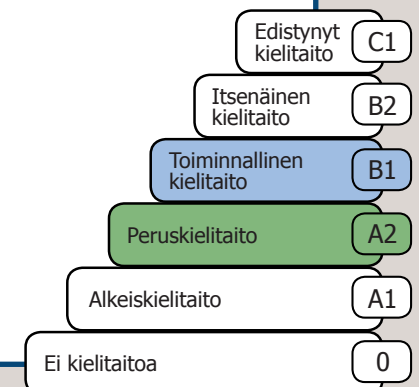 Edistynyt
kielitaito
C1
Itsenäinen
kielitaito
B2
Toiminnallinen
kielitaito
B1
Peruskielitaito
A2
Alkeiskielitaito
A1
Ei kielitaitoa
0